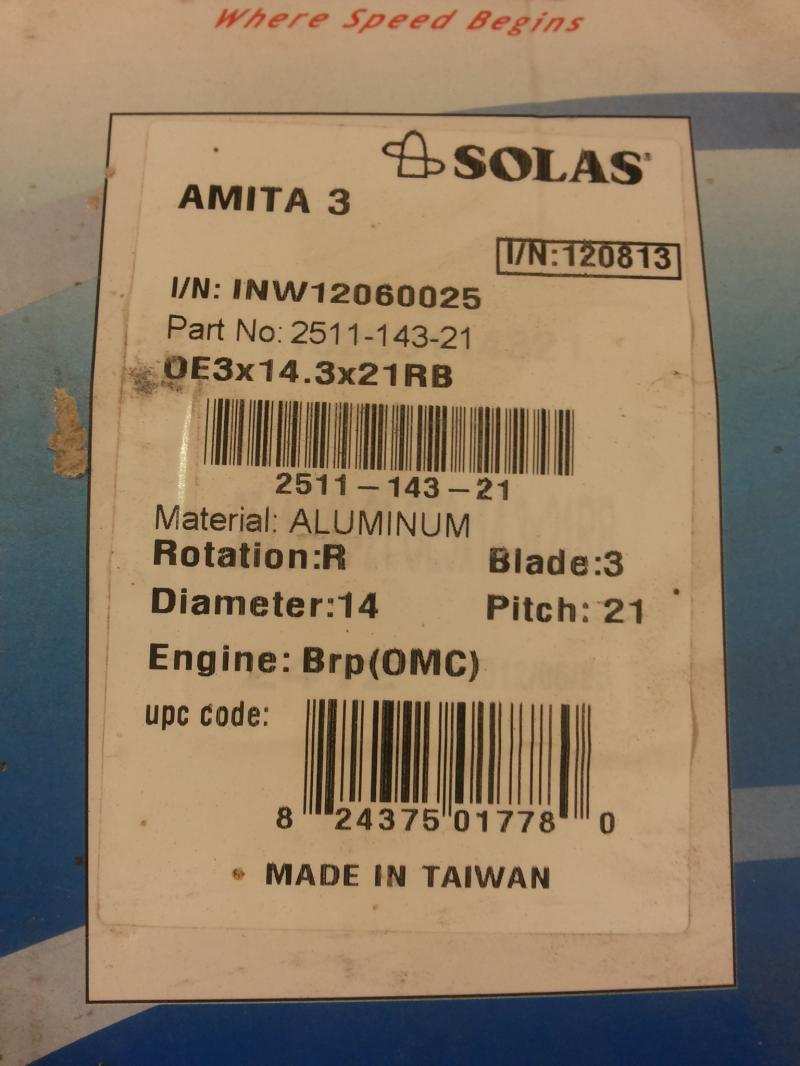 Where Speed Begins
SOLAS
AMITA 3
I/N:120813
I/N: INW12060025
Part No: 2511-143-21
OE3x14.3x21RB
2511-143-21
Material: ALUMINUM
Rotation:R Blade:3
Diameter:14 Pitch: 21
Engine: Brp(OMC)
upc code:
8 24375 01778 0
MADE IN TAIWAN